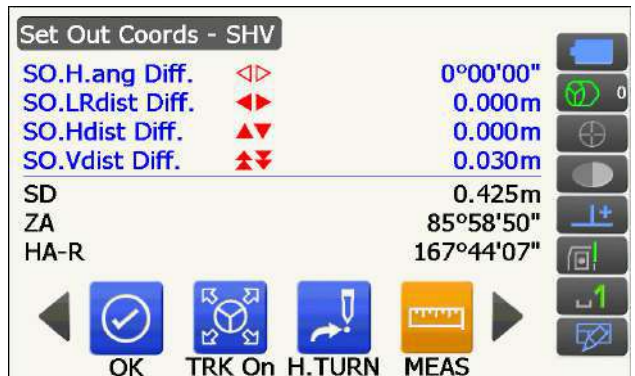 Set Out Coords - SHV
SO.H.ang Diff. 0°00'00"
SO.LRdist Diff. 0.000m
SO.Hdist Diff. 0.000m
SO.Vdist Diff. 0.030m
SD 0.425m
ZA 85°58'50"
HA-R 167°44'07"
OK TRK On H.TURN MEAS
0
1